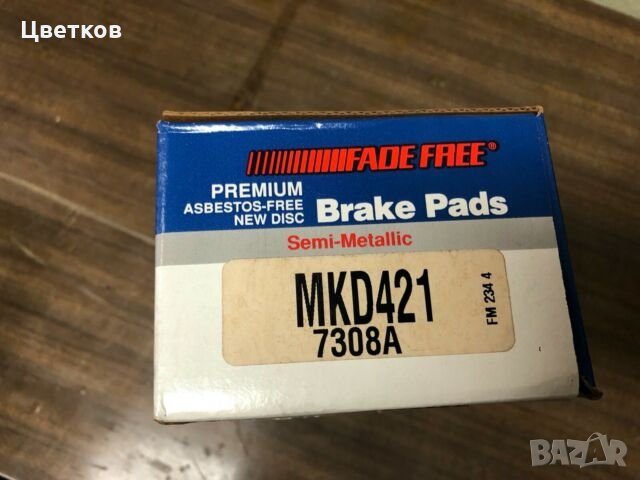 Цветков
FADE FREE®
PREMIUM
ASBESTOS-FREE
NEW DISC
Brake Pads
Semi-Metallic
MKD421
7308A
FM 234 4
BAZAR